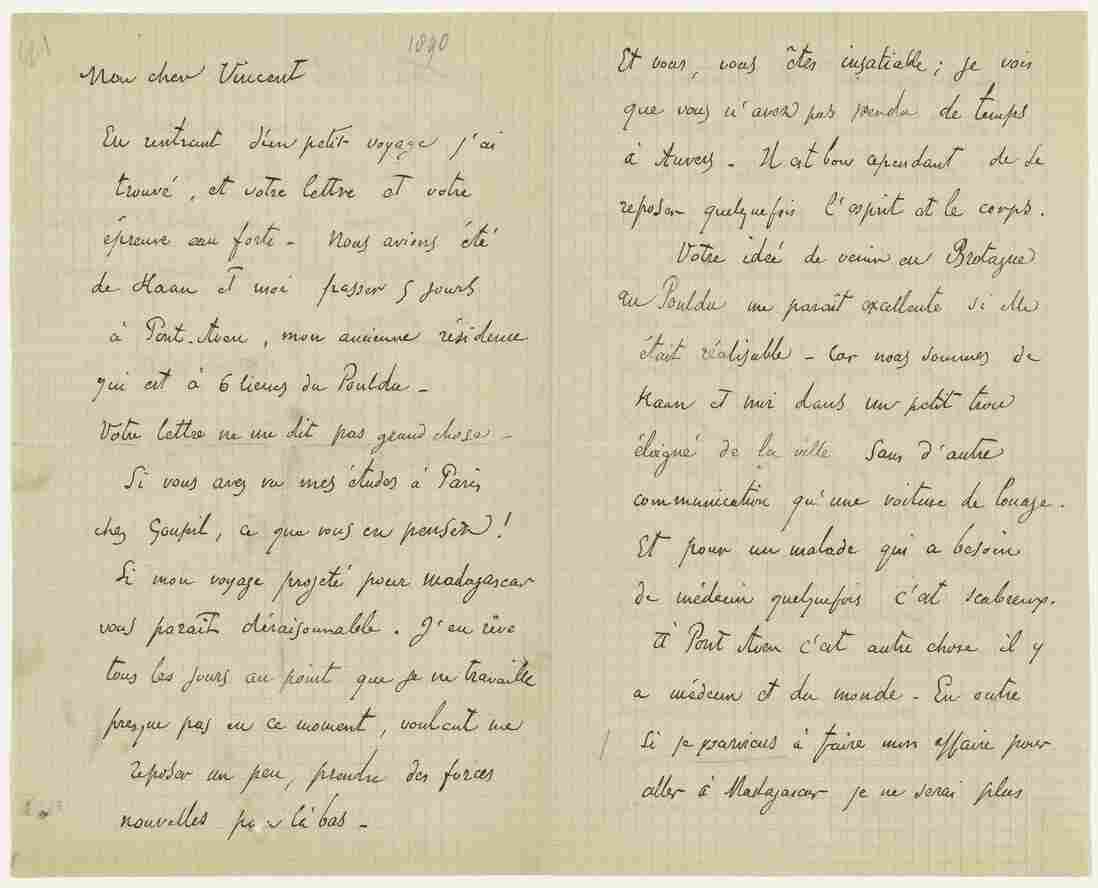 1890
Mon cher Vincent
En rentrant d'un petit voyage j'ai
trouvé, et votre lettre et votre
épreuve eau forte - Nous avions été
de Haan et moi passer 5 jours
à Pont-Aven, mon ancienne résidence
qui est à 6 lieues du Pouldu -
Votre lettre ne me dit pas grand chose -
Si vous avez vu mes études à Paris
chez Goupil, ce que vous en pensez !
Si mon voyage projeté pour Madagascar
vous paraît déraisonnable. J'en rêve
tous les jours au point que je ne travaille
presque pas en ce moment, voulant me
reposer un peu, prendre des forces
nouvelles pour là bas -
Et vous, vous êtes insatiable ; je vois
que vous n'avez pas perdu de temps
à Auvers - Il est bon cependant de se
reposer quelquefois l'esprit et le corps.
Votre idée de venir en Bretagne
au Pouldu me paraît excellente si elle
était réalisable - Car nous sommes de
Haan et moi dans un petit trou
éloigné de la ville sans d'autre
communication qu'une voiture de louage.
Et pour un malade qui a besoin
de médecin quelquefois c'est scabreux.
A Pont Aven c'est autre chose il y
a médecin et du monde - En outre
si je parviens à faire mon affaire pour
aller à Madagascar je ne serai plus